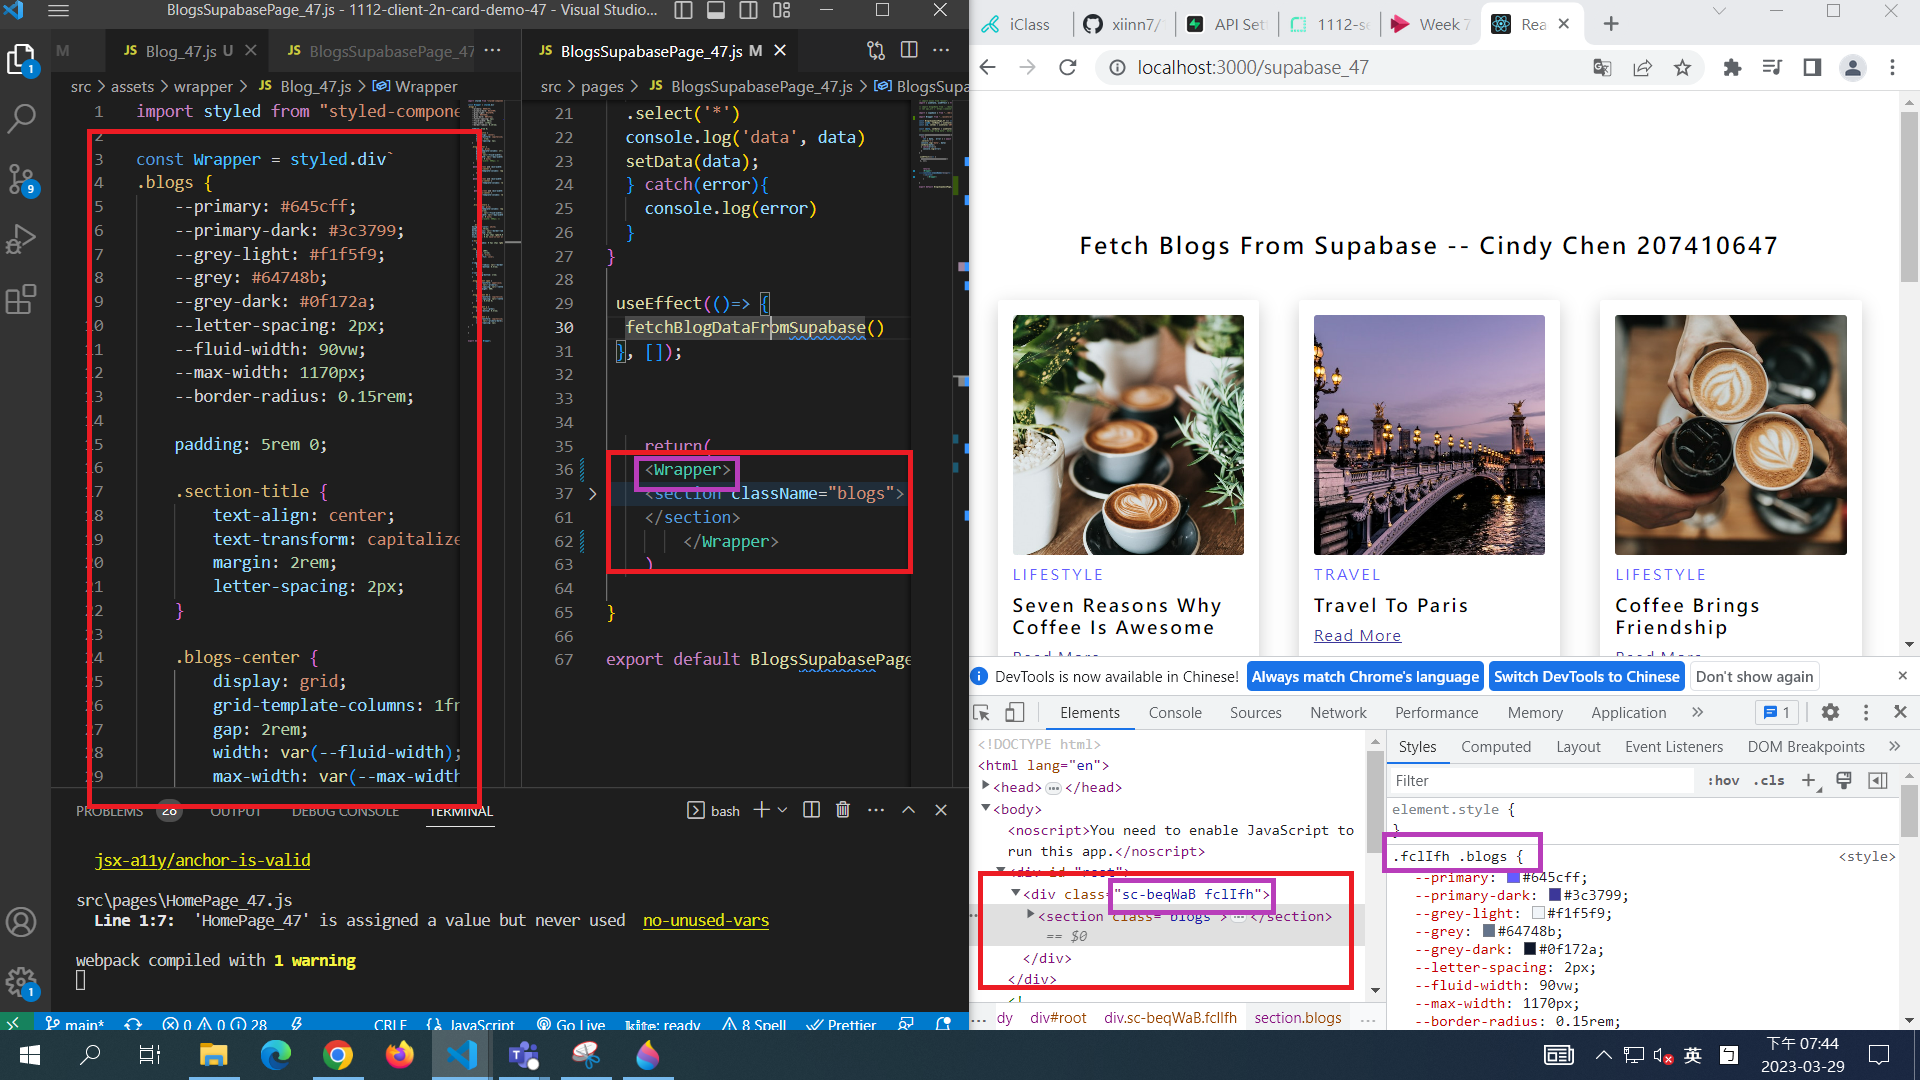 BlogsSupabasePage_47.js - 1112-client-2n-card-demo-47 - Visual Studio...
M
JS Blog_47.js U
JS BlogsSupabasePage_47
src > assets > wrapper > JS Blog_47.js > Wrapper
1 import styled from "styled-compone
2
3 const Wrapper = styled.div`
4 .blogs {
5 --primary: #645cff;
6 --primary-dark: #3c3799;
7 --grey-light: #f1f5f9;
8 --grey: #64748b;
9 --grey-dark: #0f172a;
10 --letter-spacing: 2px;
11 --fluid-width: 90vw;
12 --max-width: 1170px;
13 --border-radius: 0.15rem;
14
15 padding: 5rem 0;
16
17 .section-title {
18 text-align: center;
19 text-transform: capitalize
20 margin: 2rem;
21 letter-spacing: 2px;
22 }
23
24 .blogs-center {
25 display: grid;
26 grid-template-columns: 1fr
27 gap: 2rem;
28 width: var(--fluid-width);
29 max-width: var(--max-width
JS BlogsSupabasePage_47.js M
src > pages > JS BlogsSupabasePage_47.js > BlogsSupa
21 .select('*')
22 console.log('data', data)
23 setData(data);
24 } catch(error){
25 console.log(error)
26 }
27 }
28
29 useEffect(()=> {
30 fetchBlogDataFromSupabase()
31 }, []);
32
33
34
35 return(
36 <Wrapper>
37 <section className="blogs">
61 </section>
62 </Wrapper>
63 )
64
65 }
66
67 export default BlogsSupabasePage
PROBLEMS 28 OUTPUT DEBUG CONSOLE TERMINAL
bash
jsx-a11y/anchor-is-valid
src\pages\HomePage_47.js
Line 1:7: 'HomePage_47' is assigned a value but never used no-unused-vars
webpack compiled with 1 warning
1
9
1
main* 0 0 28 CRLF {} JavaScript Go Live kite: ready 8 Spell Prettier
iClass
xiinn7/
API Sett
1112-se
Week 7
Rea
localhost:3000/supabase_47
Fetch Blogs From Supabase -- Cindy Chen 207410647
LIFESTYLE
Seven Reasons Why
Coffee Is Awesome
Read More
TRAVEL
Travel To Paris
Read More
LIFESTYLE
Coffee Brings
Friendship
Read More
DevTools is now available in Chinese! Always match Chrome's language Switch DevTools to Chinese Don't show again
Elements Console Sources Network Performance Memory Application 1
<!DOCTYPE html>
<html lang="en">
<head> ... </head>
<body>
<noscript>You need to enable JavaScript to
run this app.</noscript>
<div id="root">
<div class="sc-beqWaB fclIfh">
<section class="blogs"> ... </section>
== $0
</div>
</div>
<!
... dy div#root div.sc-beqWaB.fclIfh section.blogs ...
Styles Computed Layout Event Listeners DOM Breakpoints
Filter :hov .cls
element.style {
}
.fclIfh .blogs { <style>
--primary: #645cff;
--primary-dark: #3c3799;
--grey-light: #f1f5f9;
--grey: #64748b;
--grey-dark: #0f172a;
--letter-spacing: 2px;
--fluid-width: 90vw;
--max-width: 1170px;
--border-radius: 0.15rem;
英
下午 07:44
2023-03-29